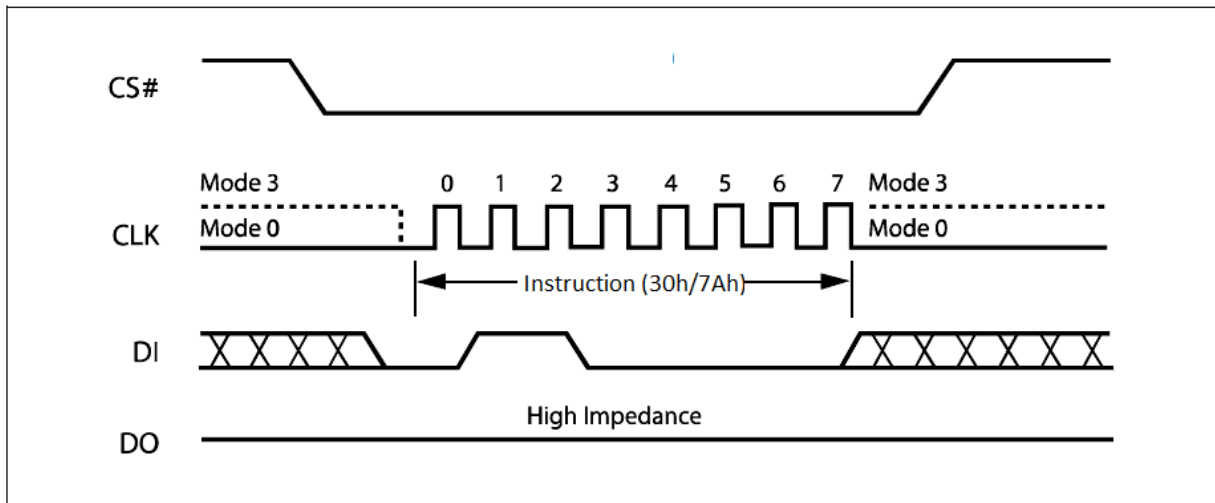 CS#
Mode 3
0 1 2 3 4 5 6 7
Mode 3
CLK
Mode 0
Mode 0
Instruction (30h/7Ah)
DI
High Impedance
DO